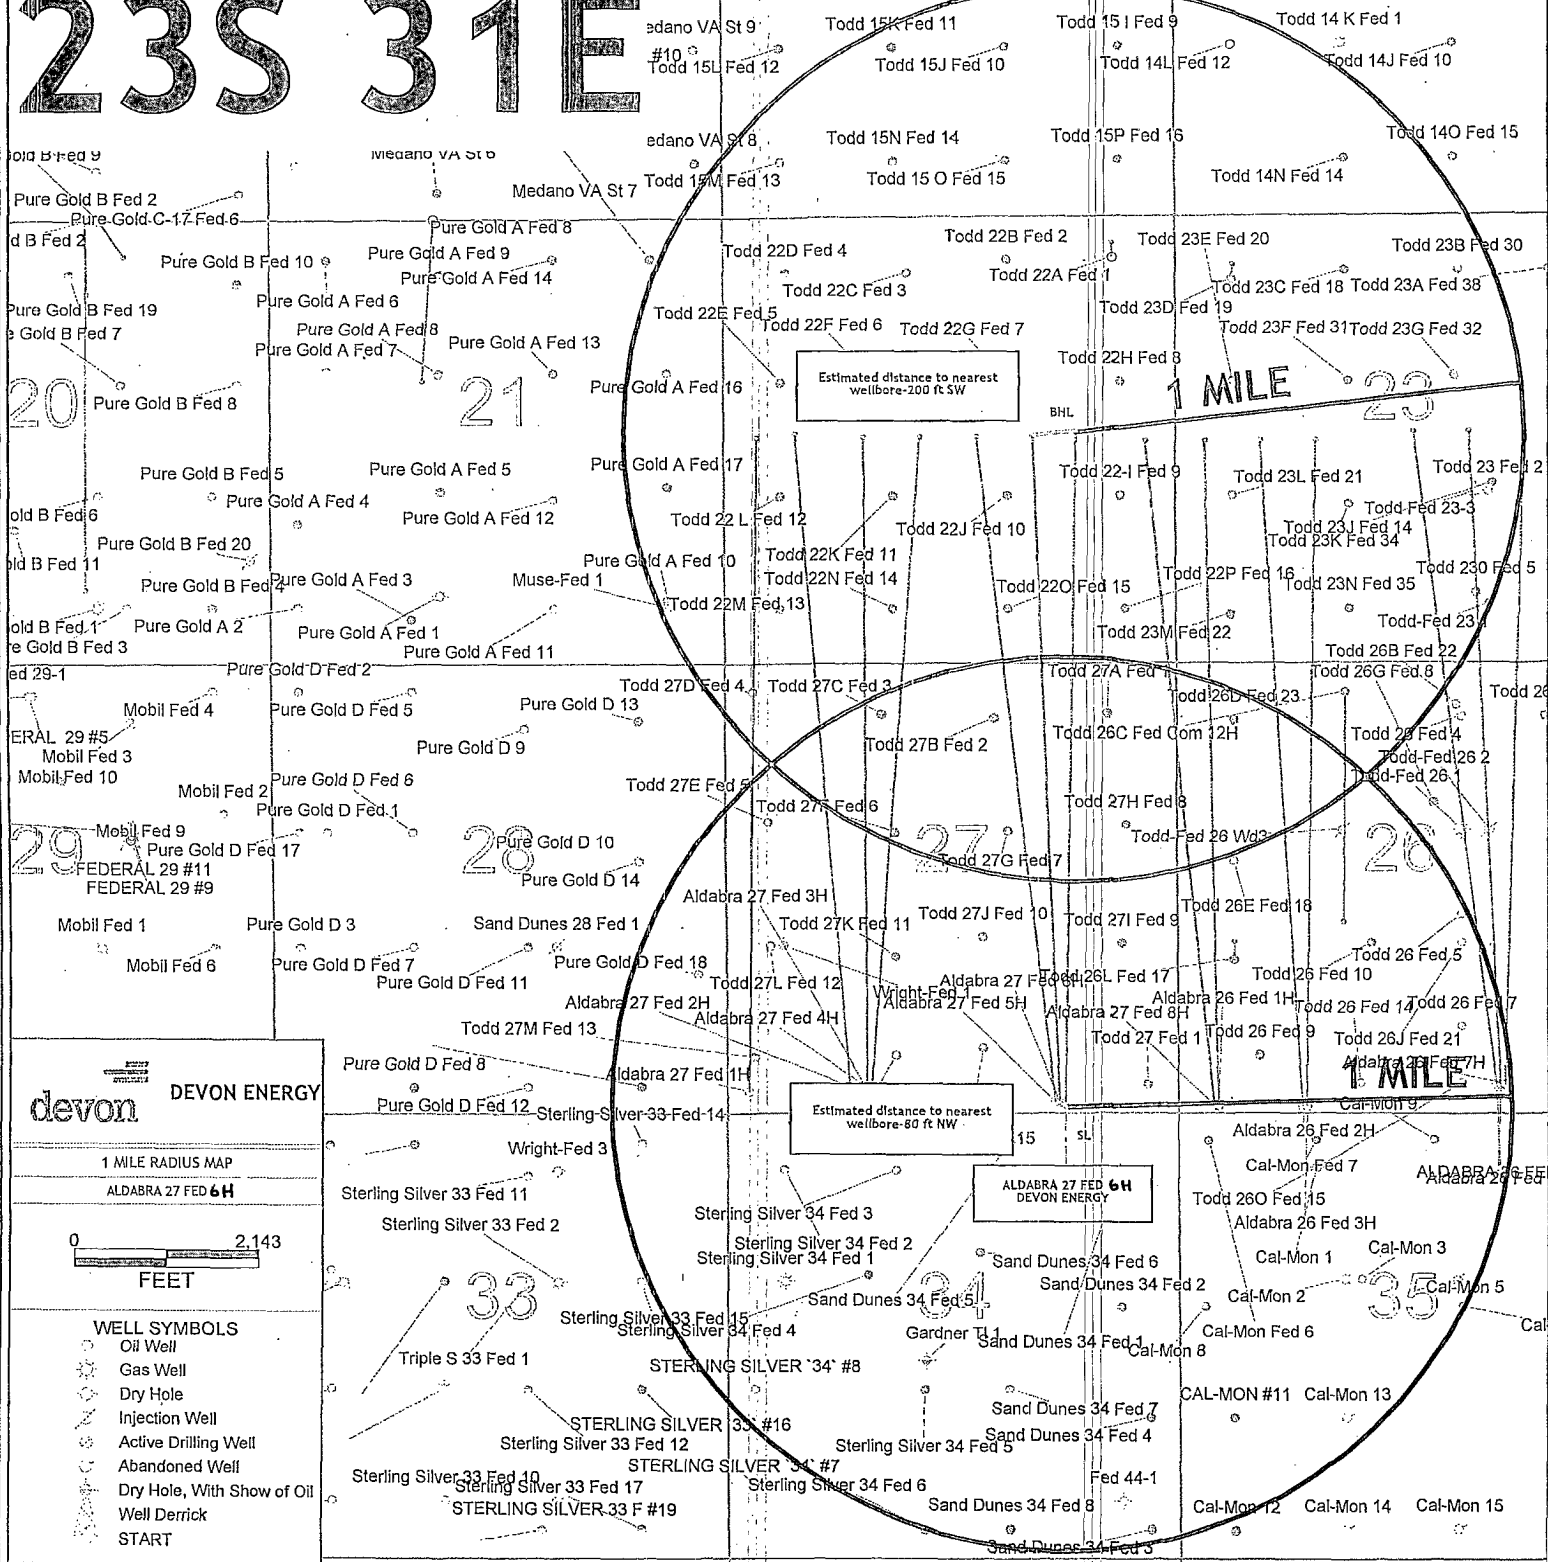 23S 31E
edano VA St 9
#10
Todd 15K Fed 11
Todd 15 I Fed 9
Todd 14 K Fed 1
Todd 15L Fed 12
Todd 15J Fed 10
Todd 14L Fed 12
Todd 14J Fed 10
edano VA St 8
Todd 15N Fed 14
Todd 15P Fed 16
Todd 14O Fed 15
old B Fed 9
Medano VA St 6
Medano VA St 7
Todd 15M Fed 13
Todd 15 O Fed 15
Todd 14N Fed 14
Pure Gold B Fed 2
Pure Gold C-17 Fed 6
d B Fed 2
Pure Gold A Fed 8
Pure Gold A Fed 9
Pure Gold B Fed 10
Pure Gold A Fed 14
Todd 22D Fed 4
Todd 22B Fed 2
Todd 23E Fed 20
Todd 23B Fed 30
Todd 22A Fed 1
Todd 22C Fed 3
Todd 23C Fed 18
Todd 23A Fed 38
Pure Gold A Fed 6
Pure Gold B Fed 19
Todd 23D Fed 19
Todd 22E Fed 5
Todd 22F Fed 6
Todd 22G Fed 7
Todd 23F Fed 31
Todd 23G Fed 32
e Gold B Fed 7
Pure Gold A Fed 8
Pure Gold A Fed 7
Pure Gold A Fed 13
Todd 22H Fed 8
Estimated distance to nearest
wellbore-200 ft SW
Pure Gold A Fed 16
1 MILE
20
21
23
Pure Gold B Fed 8
BHL
Pure Gold B Fed 5
Pure Gold A Fed 5
Pure Gold A Fed 17
Todd 22-I Fed 9
Todd 23L Fed 21
Todd 23 Fed 2
Pure Gold A Fed 4
old B Fed 6
Pure Gold A Fed 12
Todd 22 L Fed 12
Todd 22J Fed 10
Todd-Fed 23-3
Todd 23J Fed 14
Todd 23K Fed 34
Pure Gold B Fed 20
old B Fed 11
Pure Gold A Fed 10
Todd 22K Fed 11
Todd 22N Fed 14
Pure Gold B Fed 4
Pure Gold A Fed 3
Muse-Fed 1
Todd 22O Fed 15
Todd 22P Fed 16
Todd 23N Fed 35
Todd 23O Fed 5
Todd 22M Fed 13
old B Fed 1
Pure Gold A 2
Pure Gold A Fed 1
Todd 23M Fed 22
re Gold B Fed 3
Pure Gold A Fed 11
Todd 26B Fed 22
ed 29-1
Pure Gold D Fed 2
Todd 27D Fed 4
Todd 27C Fed 3
Todd 26G Fed 8
Todd 26D Fed 23
Mobil Fed 4
Pure Gold D Fed 5
Pure Gold D 13
Todd 26C Fed Com 12H
Todd 26 Fed 4
ERAL 29 #5
Mobil Fed 3
Pure Gold D 9
Todd 27B Fed 2
Todd-Fed 26 2
Todd-Fed 26 1
Mobil Fed 10
Mobil Fed 2
Pure Gold D Fed 6
Todd 27E Fed 5
Pure Gold D Fed 1
Todd 27F Fed 6
Todd 27H Fed 8
Mobil Fed 9
Todd-Fed 26 Wd3
29
28
27
26
Pure Gold D 10
Pure Gold D Fed 17
Todd 27G Fed 7
FEDERAL 29 #11
FEDERAL 29 #9
Pure Gold D 14
Aldabra 27 Fed 3H
Todd 26E Fed 18
Mobil Fed 1
Pure Gold D 3
Sand Dunes 28 Fed 1
Todd 27K Fed 11
Todd 27J Fed 10
Todd 27I Fed 9
Mobil Fed 6
Pure Gold D Fed 7
Pure Gold D Fed 18
Todd 26 Fed 5
Pure Gold D Fed 11
Todd 27L Fed 12
Todd 26L Fed 17
Todd 26 Fed 10
Aldabra 27 Fed 2H
Wright-Fed 1
Aldabra 27 Fed 5H
Aldabra 26 Fed 1H
Todd 26 Fed 14
Todd 26 Fed 7
Aldabra 27 Fed 4H
Aldabra 27 Fed 8H
Todd 27M Fed 13
Todd 27 Fed 1
Todd 26 Fed 9
Todd 26J Fed 21
Pure Gold D Fed 8
Aldabra 27 Fed 1H
1 MILE
devon
DEVON ENERGY
Pure Gold D Fed 12
Sterling-Silver-33-Fed-14
Estimated distance to nearest
wellbore-80 ft NW
Cal-Mon 9
15
SL
Aldabra 26 Fed 2H
Wright-Fed 3
Cal-Mon Fed 7
1 MILE RADIUS MAP
ALDABRA 27 FED 6H
Sterling Silver 33 Fed 11
ALDABRA 27 FED 6H
DEVON ENERGY
Todd 26O Fed 15
Sterling Silver 33 Fed 2
Sterling Silver 34 Fed 3
Aldabra 26 Fed 3H
0 2,143
FEET
Sterling Silver 34 Fed 2
Sterling Silver 34 Fed 1
Sand Dunes 34 Fed 6
Cal-Mon 1
Cal-Mon 3
Sand Dunes 34 Fed 2
Cal-Mon 2
Cal-Mon 5
33
34
35
Sand Dunes 34 Fed 5
Sterling Silver 33 Fed 15
Sterling Silver 34 Fed 4
Gardner
Sand Dunes 34 Fed 1
Cal-Mon Fed 6
Cal
Cal-Mon 8
Triple S 33 Fed 1
STERLING SILVER `34` #8
CAL-MON #11
Cal-Mon 13
Sand Dunes 34 Fed 7
STERLING SILVER `33` #16
Sterling Silver 33 Fed 12
Sterling Silver 34 Fed 5
Sand Dunes 34 Fed 4
STERLING SILVER `34` #7
Sterling Silver 33 Fed 10
Sterling Silver 33 Fed 17
Sterling Silver 34 Fed 6
Fed 44-1
STERLING SILVER 33 F #19
Sand Dunes 34 Fed 8
Cal-Mon 12
Cal-Mon 14
Cal-Mon 15
Sand Dunes 34 Fed 3
WELL SYMBOLS
Oil Well
Gas Well
Dry Hole
Injection Well
Active Drilling Well
Abandoned Well
Dry Hole, With Show of Oil
Well Derrick
START